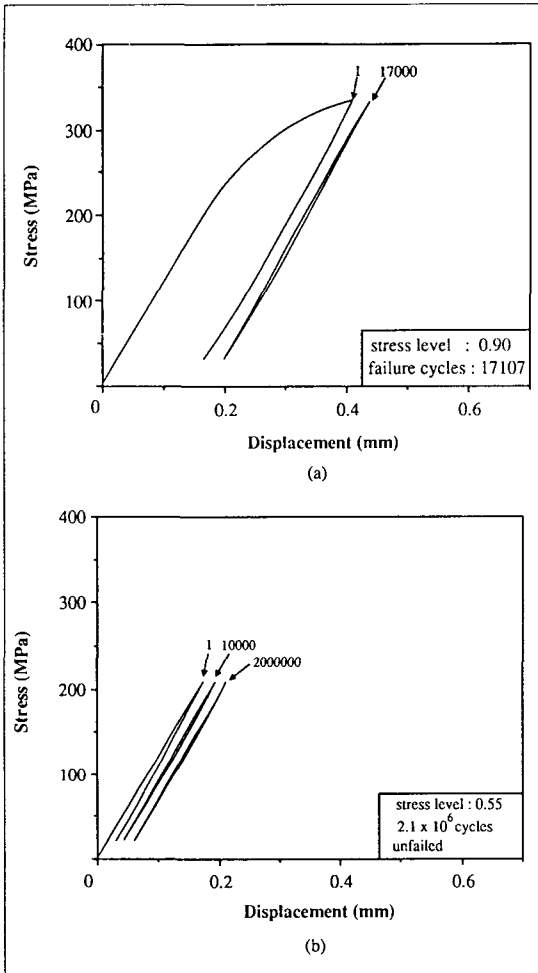 400
300
200
100
0
0.2
0.4
0.6
Stress (MPa)
Displacement (mm)
1
17000
stress level : 0.90
failure cycles : 17107
(a)
400
300
200
100
0
0
0.2
0.4
0.6
Stress (MPa)
Displacement (mm)
1
10000
2000000
stress level : 0.55
2.1 x 10⁶ cycles
unfailed
(b)